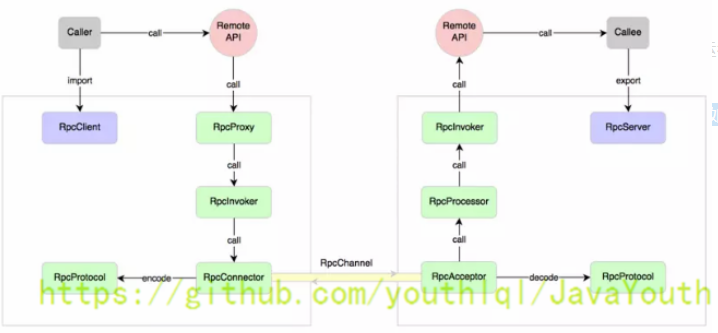 Caller
call
Remote
API
Remote
API
call
Callee
import
call
call
export
RpcClient
RpcProxy
RpcInvoker
RpcServer
call
call
RpcInvoker
RpcProcessor
call
call
RpcChannel
RpcProtocol
encode
RpcConnector
RpcAcceptor
decode
RpcProtocol
https://github.com/youthlql/JavaYouth